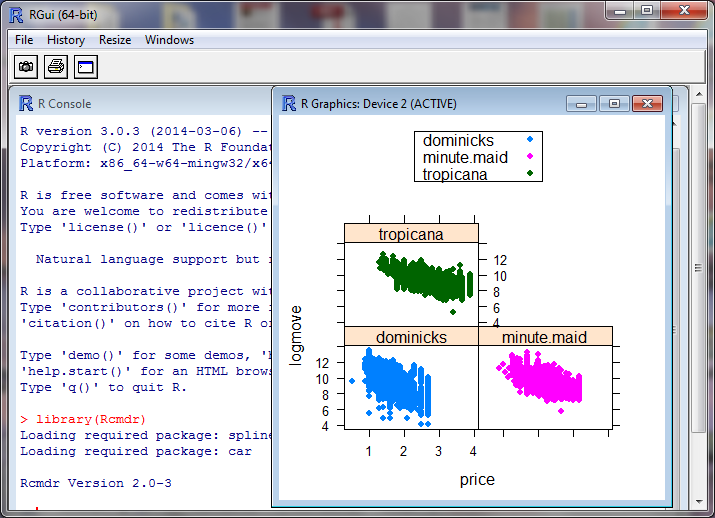 RGui (64-bit)
File History Resize Windows
R Console
R version 3.0.3 (2014-03-06) --
Copyright (C) 2014 The R Foundat
Platform: x86_64-w64-mingw32/x64
R is free software and comes wit
You are welcome to redistribute
Type 'license()' or 'licence()'
Natural language support but
R is a collaborative project wit
Type 'contributors()' for more
'citation()' on how to cite R or
Type 'demo()' for some demos,
'help.start()' for an HTML brows
Type 'q()' to quit R.
> library(Rcmdr)
Loading required package: spline
Loading required package: car
Rcmdr Version 2.0-3
R Graphics: Device 2 (ACTIVE)
dominicks
minute.maid
tropicana
tropicana
12
10
8
6
4
logmove
dominicks
minute.maid
12
10
8
6
4
1 2 3 4
price